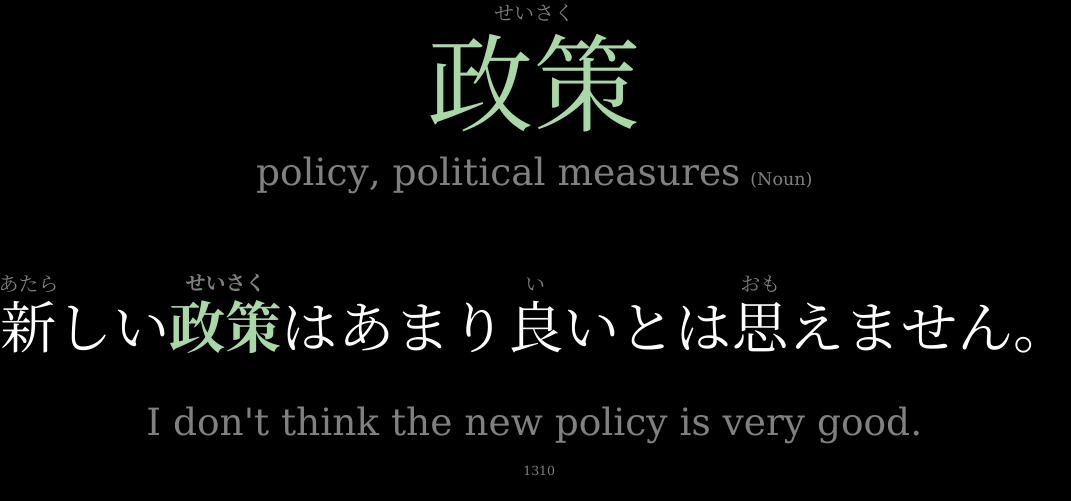 せいさく
政策
policy, political measures (Noun)
あたら せいさく い おも
新しい政策はあまり良いとは思えません。
I don't think the new policy is very good.
1310